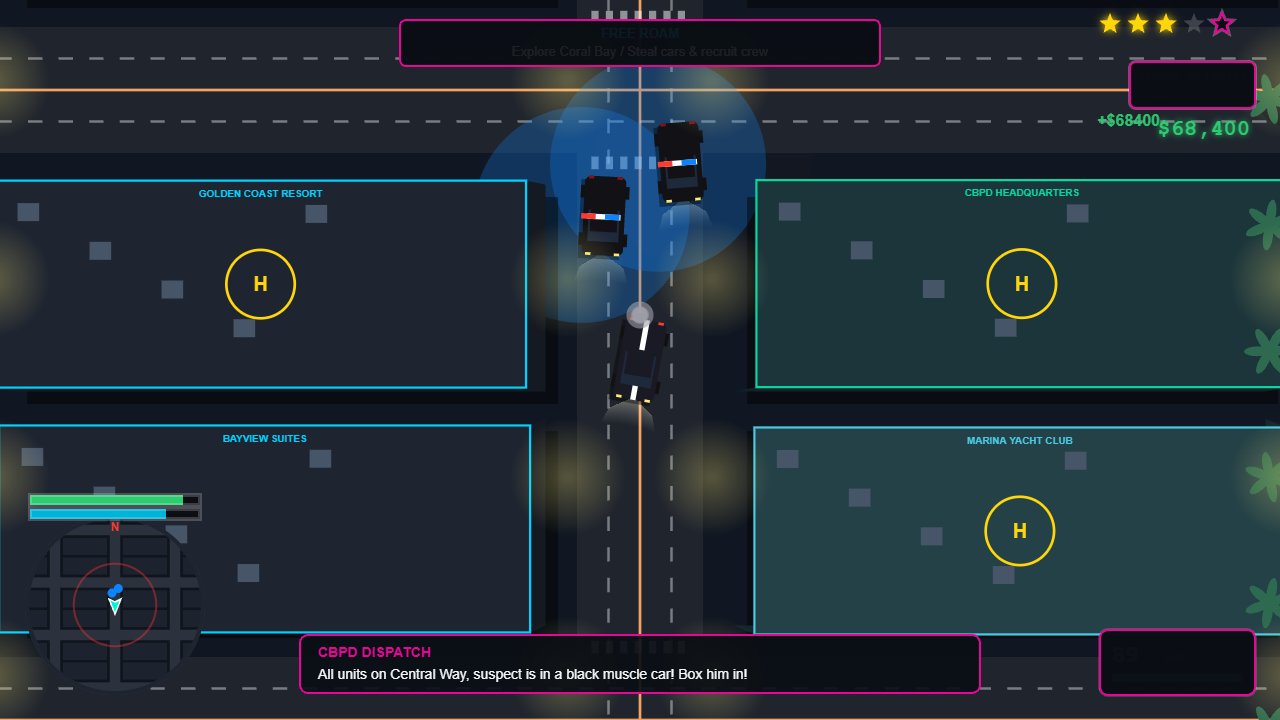 FREE ROAM
Explore Coral Bay / Steal cars & recruit crew
+$68400
$68,400
GOLDEN COAST RESORT
CBPD HEADQUARTERS
H
H
BAYVIEW SUITES
MARINA YACHT CLUB
H
N
CBPD DISPATCH
All units on Central Way, suspect is in a black muscle car! Box him in!
89